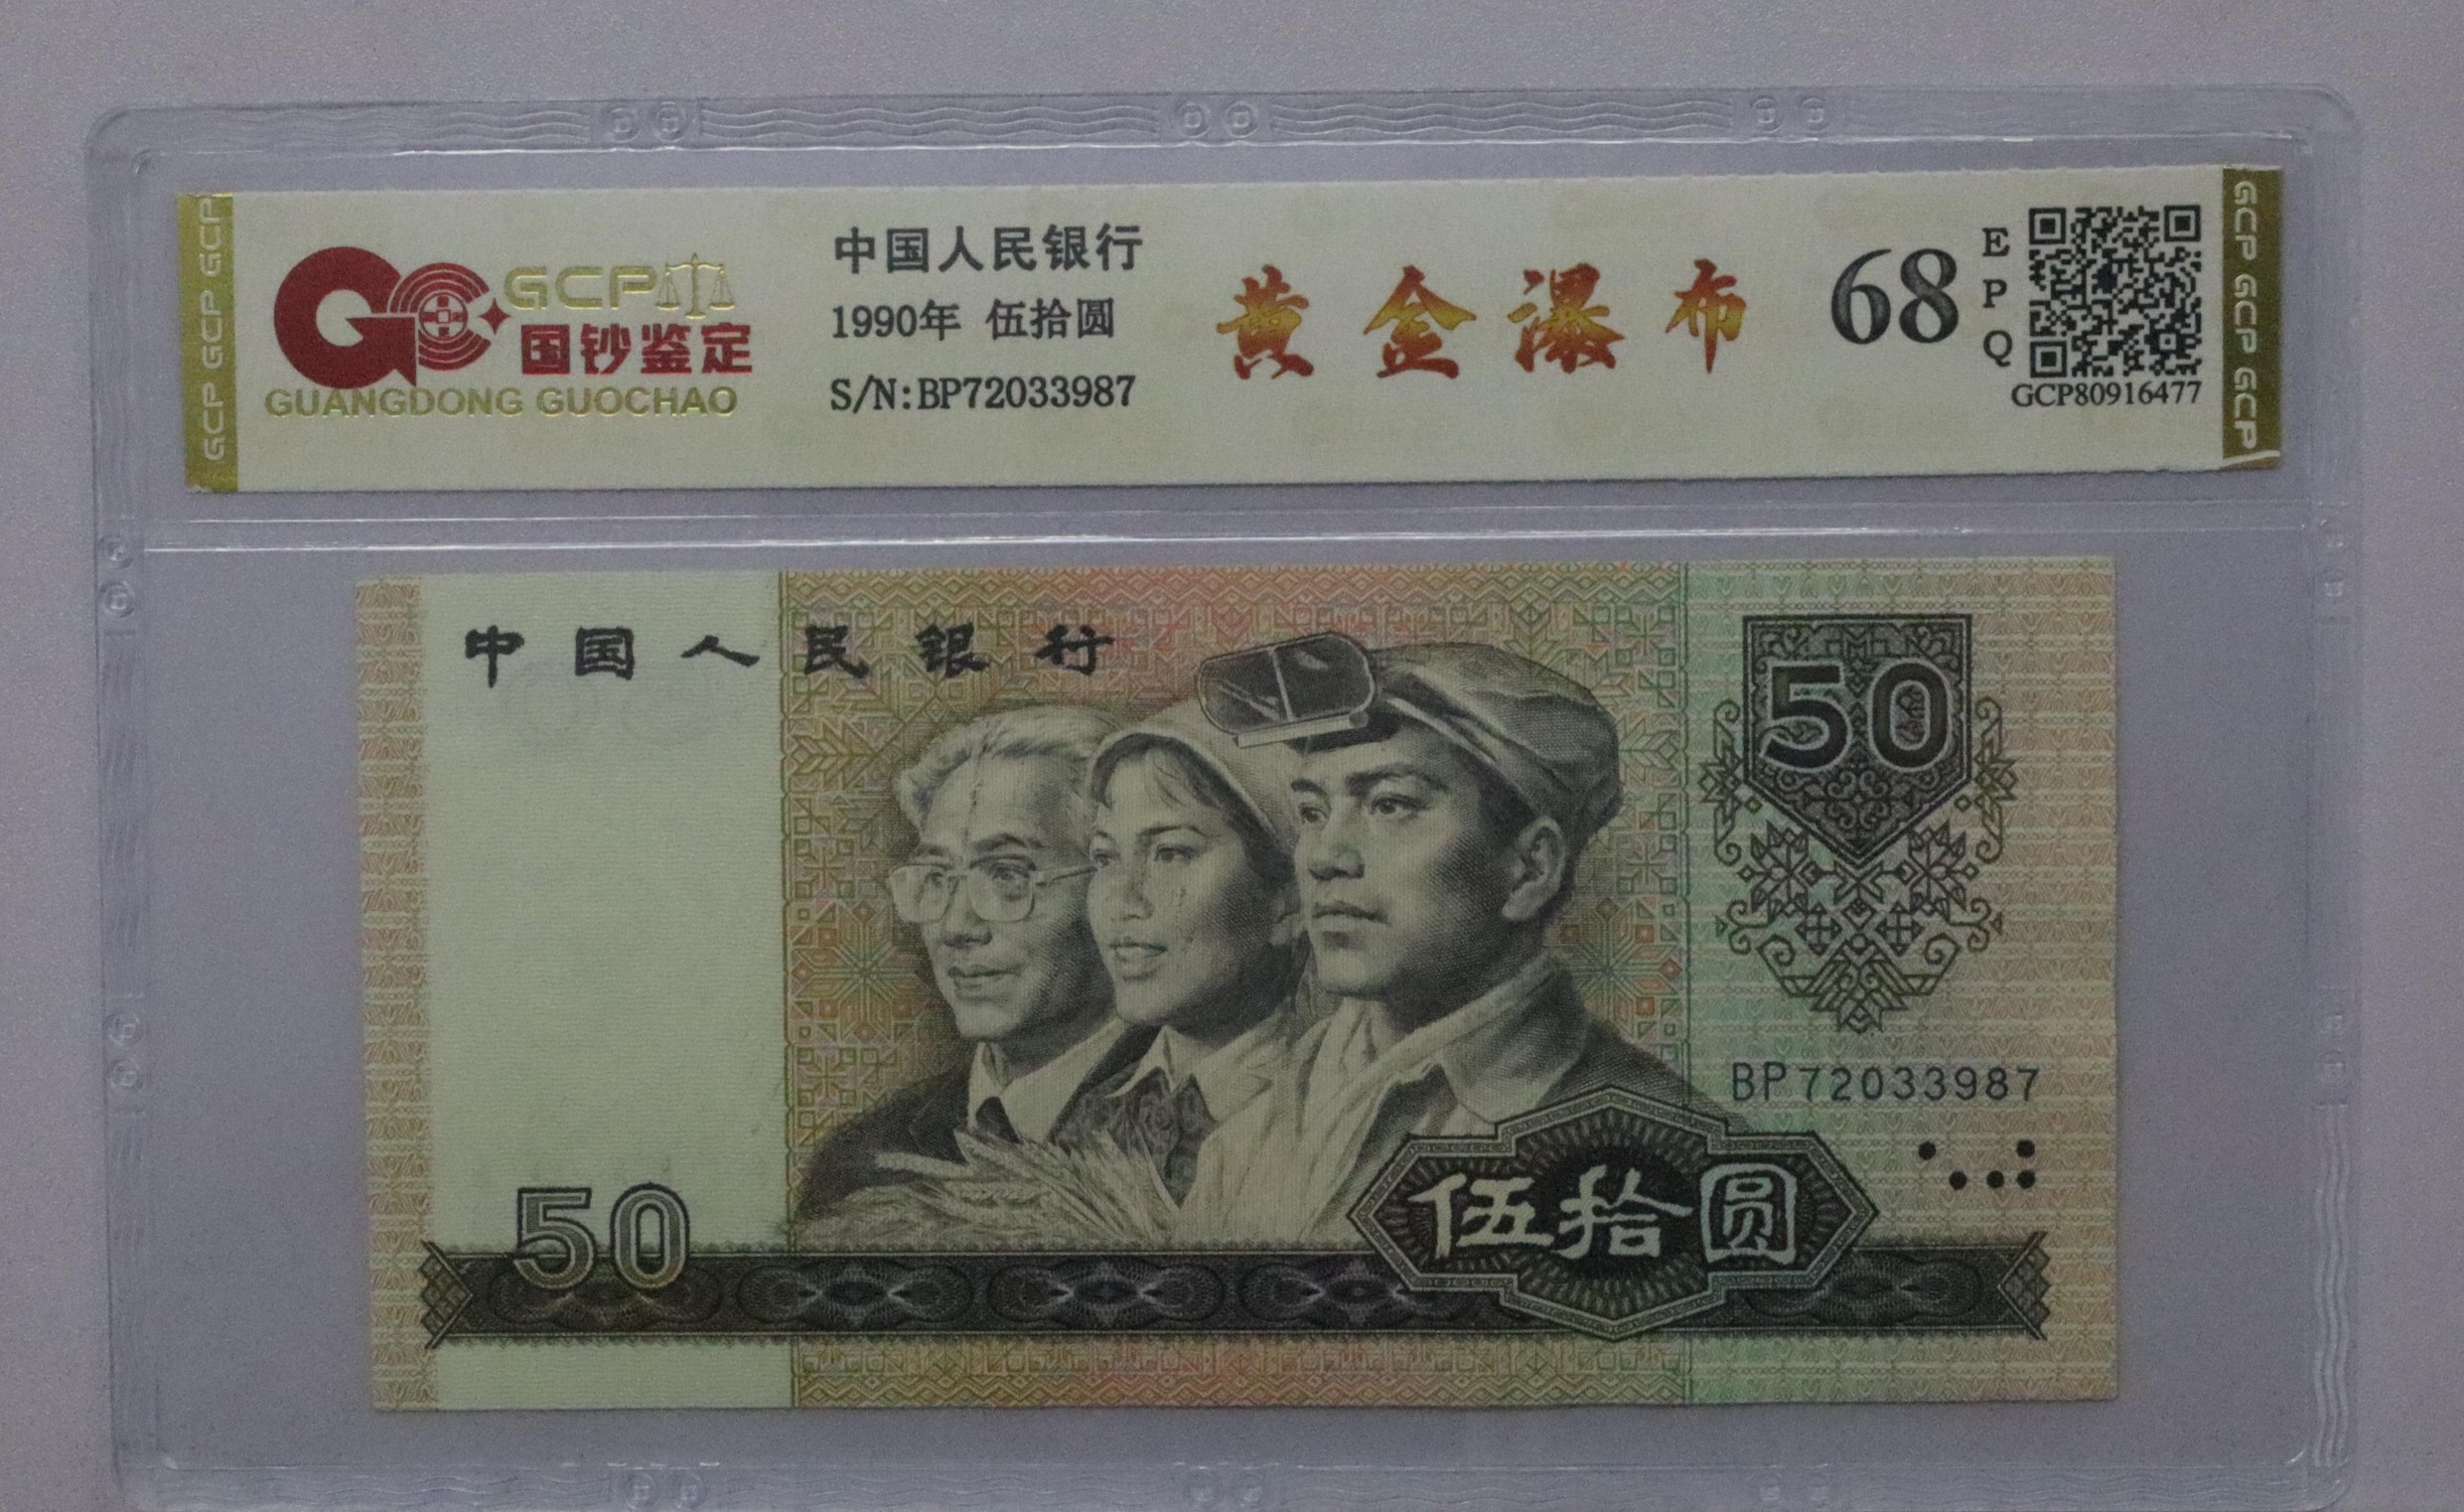 GCP GCP GCP
GCP
国钞鉴定
GUANGDONG GUOCHAO
中国人民银行
1990年 伍拾圆
S/N:BP72033987
黄金瀑布
68
EPQ
GCP80916477
GCP GCP GCP
中国人民银行
50
BP72033987
50
伍拾圆